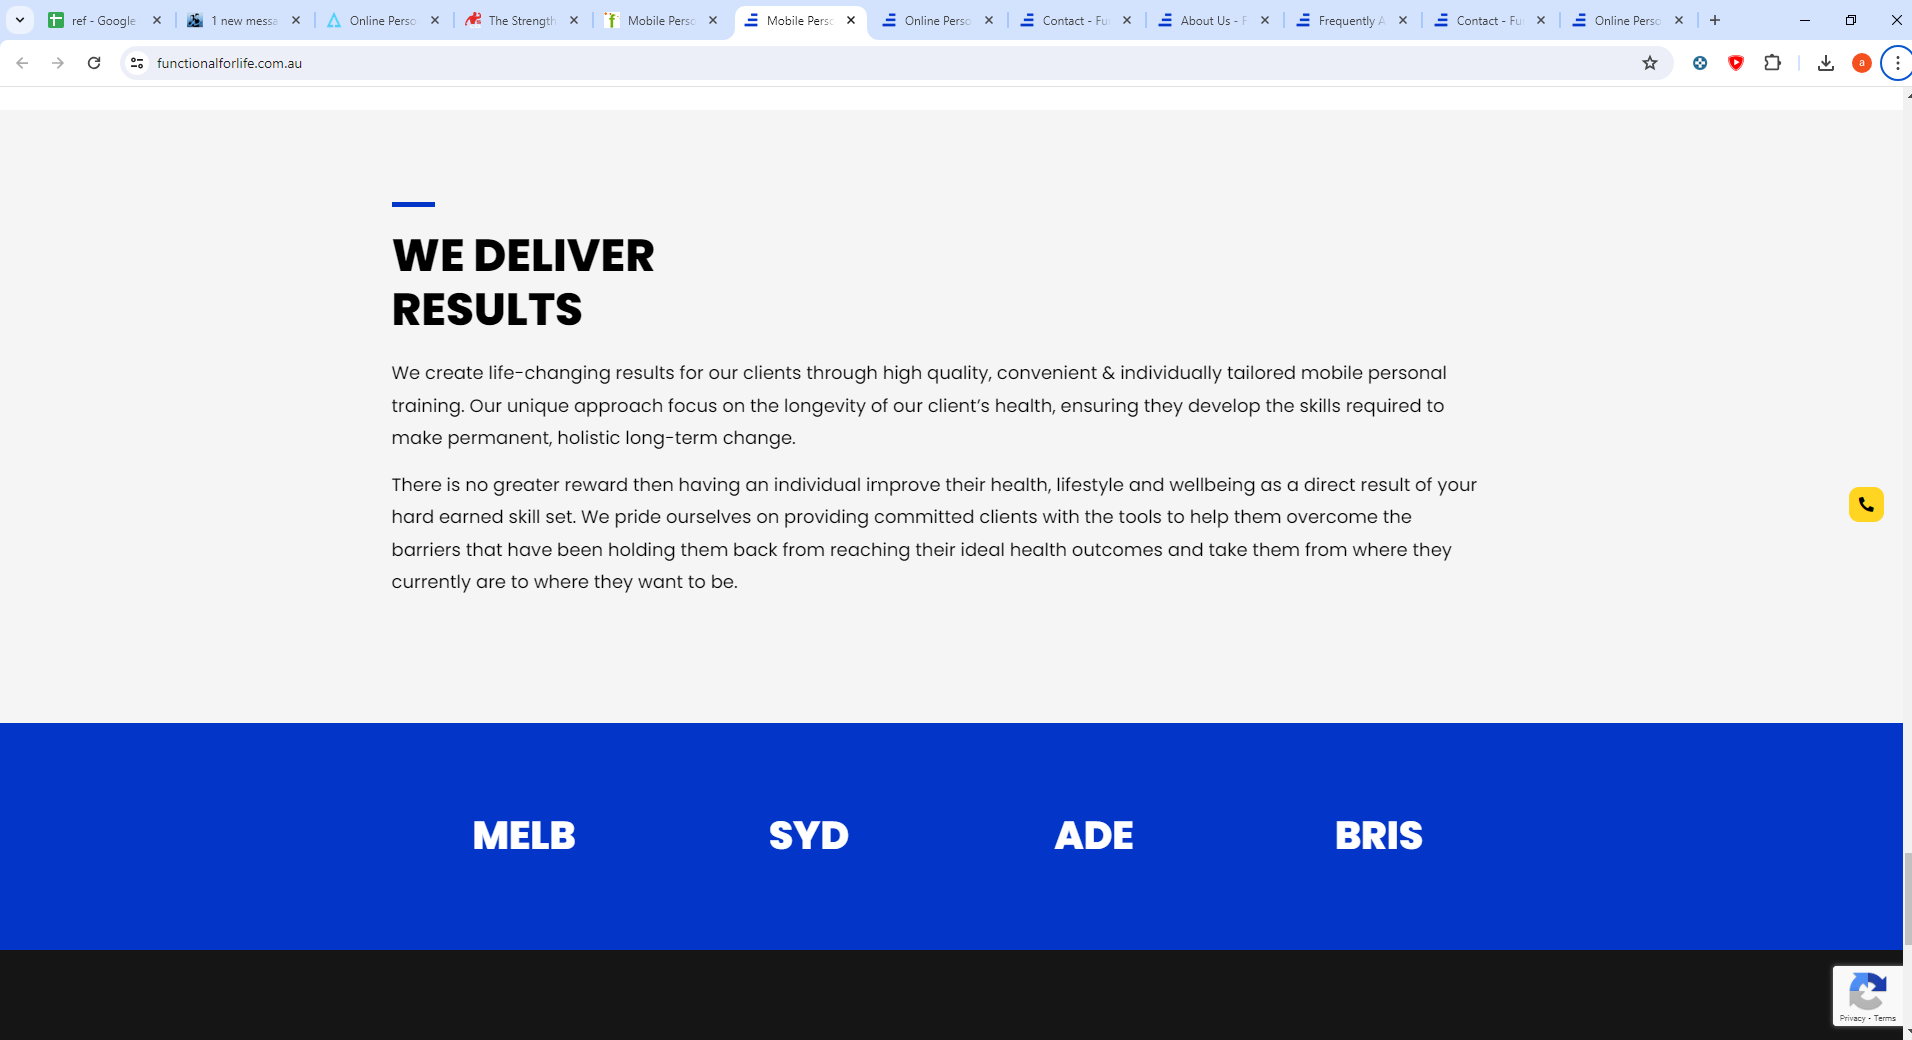 ref - Google
1 new messa
Online Perso
The Strength
Mobile Perso
Mobile Perso
Online Perso
Contact - Fu
About Us - F
Frequently A
Contact - Fu
Online Perso
functionalforlife.com.au
a
WE DELIVER
RESULTS
We create life-changing results for our clients through high quality, convenient & individually tailored mobile personal
training. Our unique approach focus on the longevity of our client’s health, ensuring they develop the skills required to
make permanent, holistic long-term change.
There is no greater reward then having an individual improve their health, lifestyle and wellbeing as a direct result of your
hard earned skill set. We pride ourselves on providing committed clients with the tools to help them overcome the
barriers that have been holding them back from reaching their ideal health outcomes and take them from where they
currently are to where they want to be.
MELB SYD ADE BRIS
Privacy - Terms